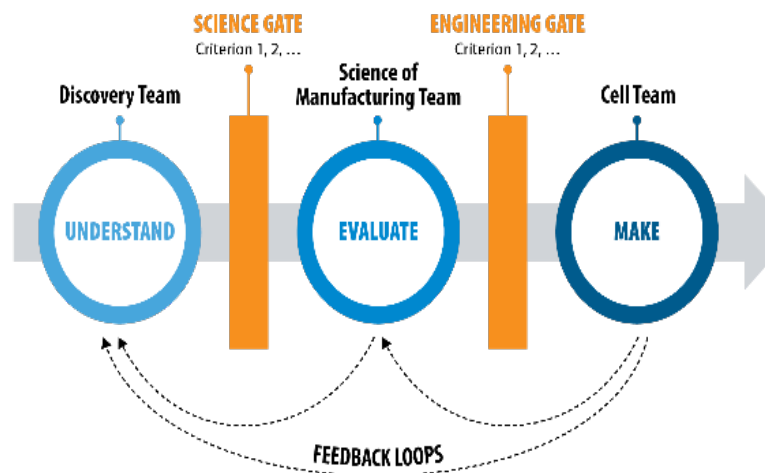 SCIENCE GATE
Criterion 1, 2, ...
ENGINEERING GATE
Criterion 1, 2, ...
Discovery Team
Science of
Manufacturing Team
Cell Team
UNDERSTAND
EVALUATE
MAKE
FEEDBACK LOOPS